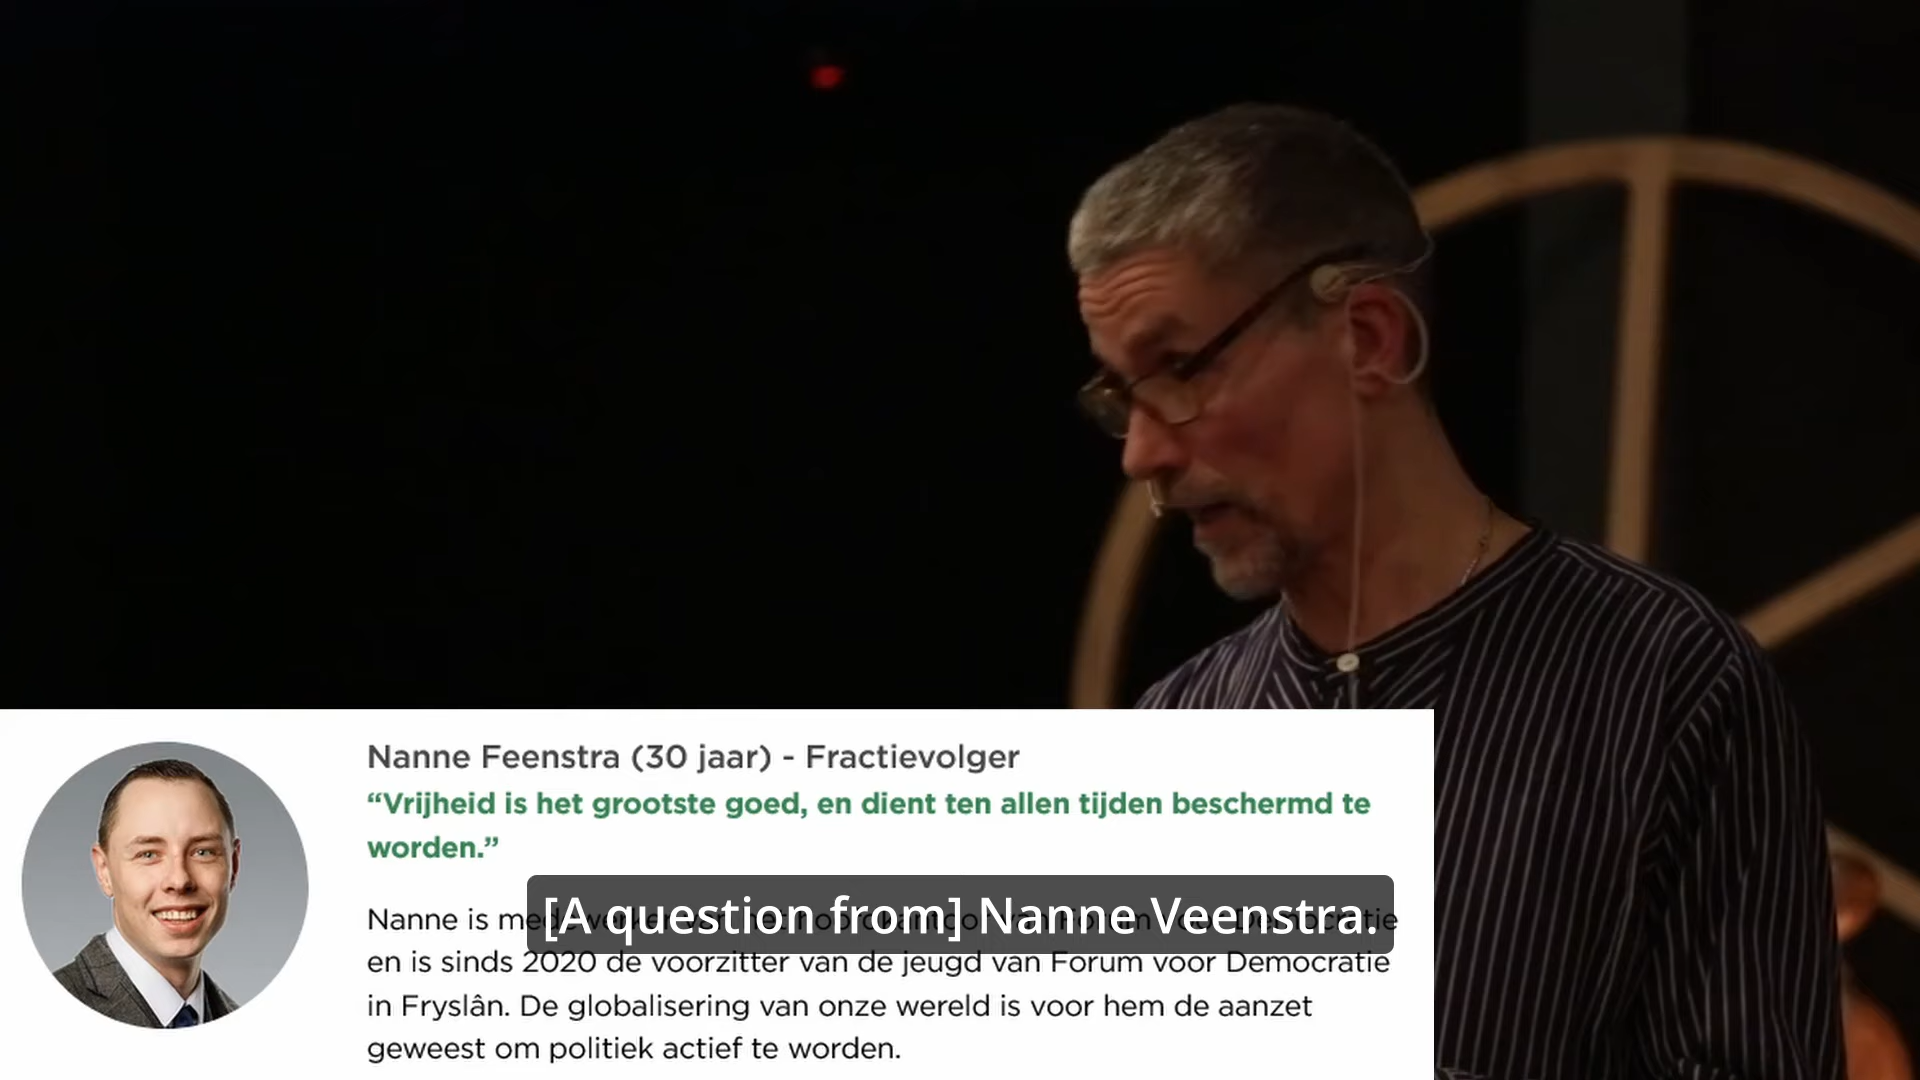 Nanne Feenstra (30 jaar) - Fractievolger
“Vrijheid is het grootste goed, en dient ten allen tijden beschermd te
worden.”
[A question from] Nanne Veenstra.
Nanne is
en is sinds 2020 de voorzitter van de jeugd van Forum voor Democratie
in Fryslân. De globalisering van onze wereld is voor hem de aanzet
geweest om politiek actief te worden.